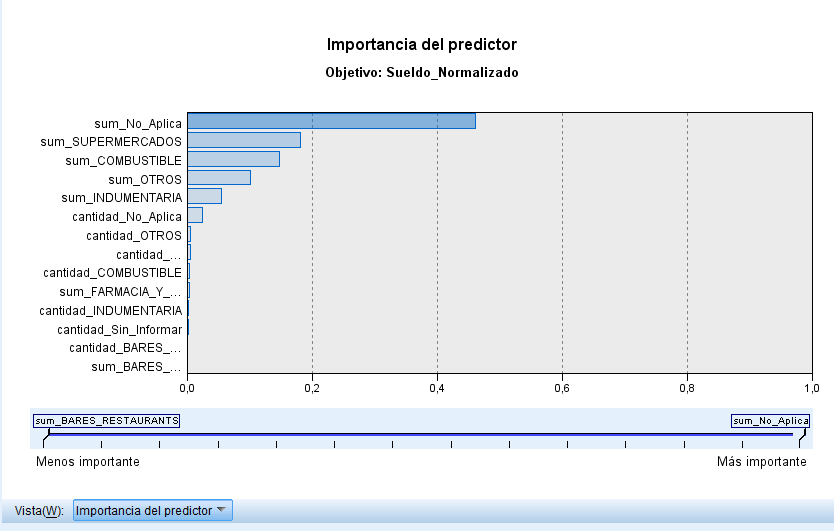 Importancia del predictor
Objetivo: Sueldo_Normalizado
sum_No_Aplica
sum_SUPERMERCADOS
sum_COMBUSTIBLE
sum_OTROS
sum_INDUMENTARIA
cantidad_No_Aplica
cantidad_OTROS
cantidad_...
cantidad_COMBUSTIBLE
sum_FARMACIA_Y_...
cantidad_INDUMENTARIA
cantidad_Sin_Informar
cantidad_BARES_...
sum_BARES_...
0,0 0,2 0,4 0,6 0,8 1,0
sum_BARES_RESTAURANTS sum_No_Aplica
Menos importante Más importante
Vista(W): Importancia del predictor